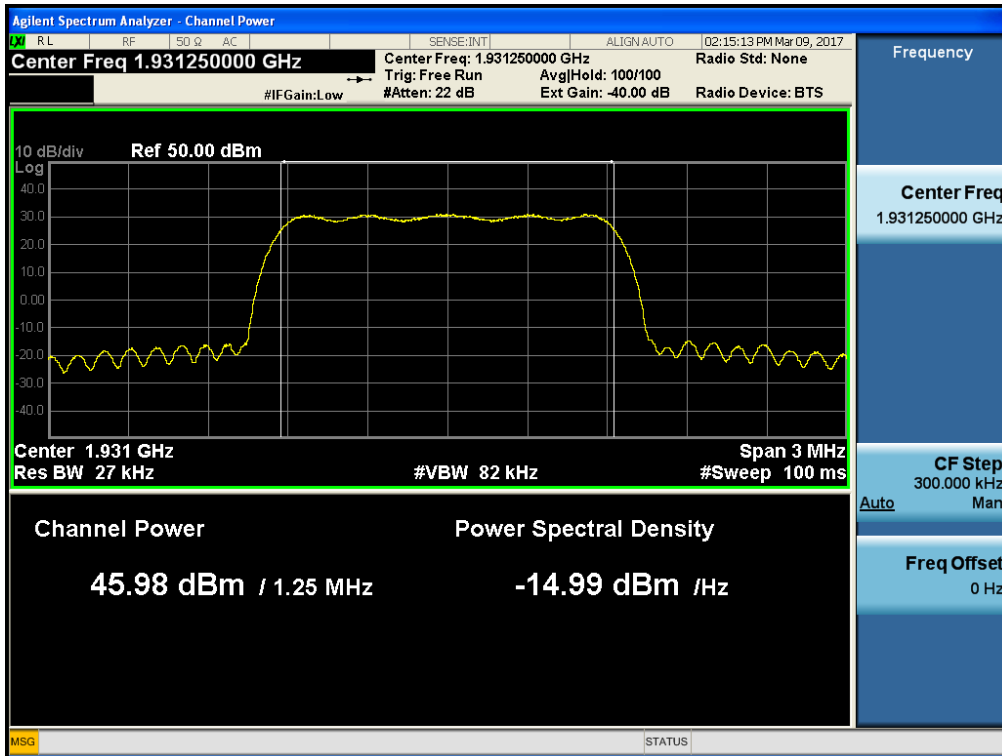 Agilent Spectrum Analyzer - Channel Power
LXI RL RF 50 Ω AC SENSE:INT ALIGN AUTO 02:15:13 PM Mar 09, 2017
Center Freq 1.931250000 GHz
#IFGain:Low
Center Freq: 1.931250000 GHz Radio Std: None
Trig: Free Run Avg|Hold: 100/100
#Atten: 22 dB Ext Gain: -40.00 dB Radio Device: BTS
10 dB/div Ref 50.00 dBm
Log
40.0
30.0
20.0
10.0
0.00
-10.0
-20.0
-30.0
-40.0
Center 1.931 GHz Span 3 MHz
Res BW 27 kHz #VBW 82 kHz #Sweep 100 ms
Channel Power Power Spectral Density
45.98 dBm / 1.25 MHz -14.99 dBm /Hz
MSG STATUS
Frequency
Center Freq
1.931250000 GHz
CF Step
300.000 kHz
Auto Man
Freq Offset
0 Hz